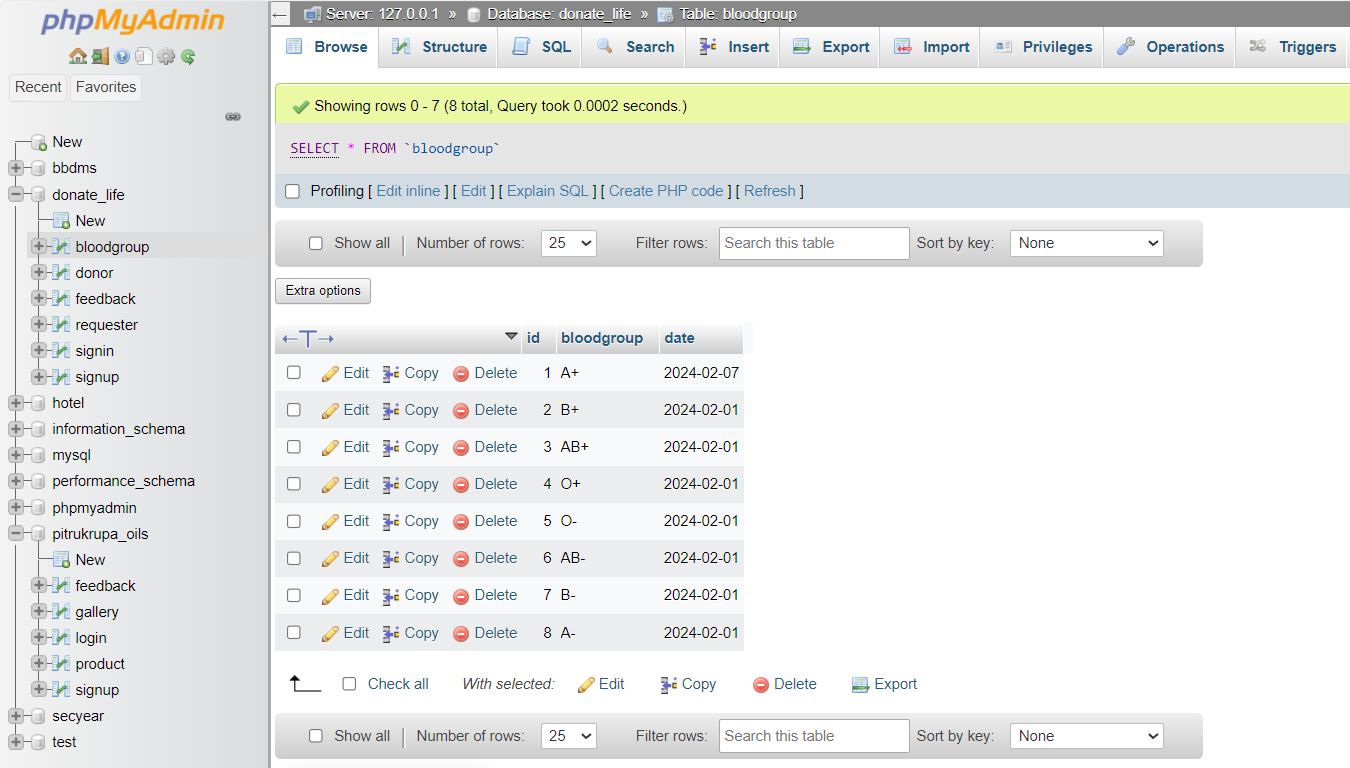 phpMyAdmin
Recent Favorites
New
bbdms
donate_life
New
bloodgroup
donor
feedback
requester
signin
signup
hotel
information_schema
mysql
performance_schema
phpmyadmin
pitrukrupa_oils
New
feedback
gallery
login
product
signup
secyear
test
Server: 127.0.0.1 » Database: donate_life » Table: bloodgroup
Browse Structure SQL Search Insert Export Import Privileges Operations Triggers
Showing rows 0 - 7 (8 total, Query took 0.0002 seconds.)
SELECT * FROM `bloodgroup`
Profiling [ Edit inline ] [ Edit ] [ Explain SQL ] [ Create PHP code ] [ Refresh ]
Show all | Number of rows: 25 Filter rows: Search this table Sort by key: None
Extra options
←T→ id bloodgroup date
Edit Copy Delete 1 A+ 2024-02-07
Edit Copy Delete 2 B+ 2024-02-01
Edit Copy Delete 3 AB+ 2024-02-01
Edit Copy Delete 4 O+ 2024-02-01
Edit Copy Delete 5 O- 2024-02-01
Edit Copy Delete 6 AB- 2024-02-01
Edit Copy Delete 7 B- 2024-02-01
Edit Copy Delete 8 A- 2024-02-01
Check all With selected: Edit Copy Delete Export
Show all | Number of rows: 25 Filter rows: Search this table Sort by key: None